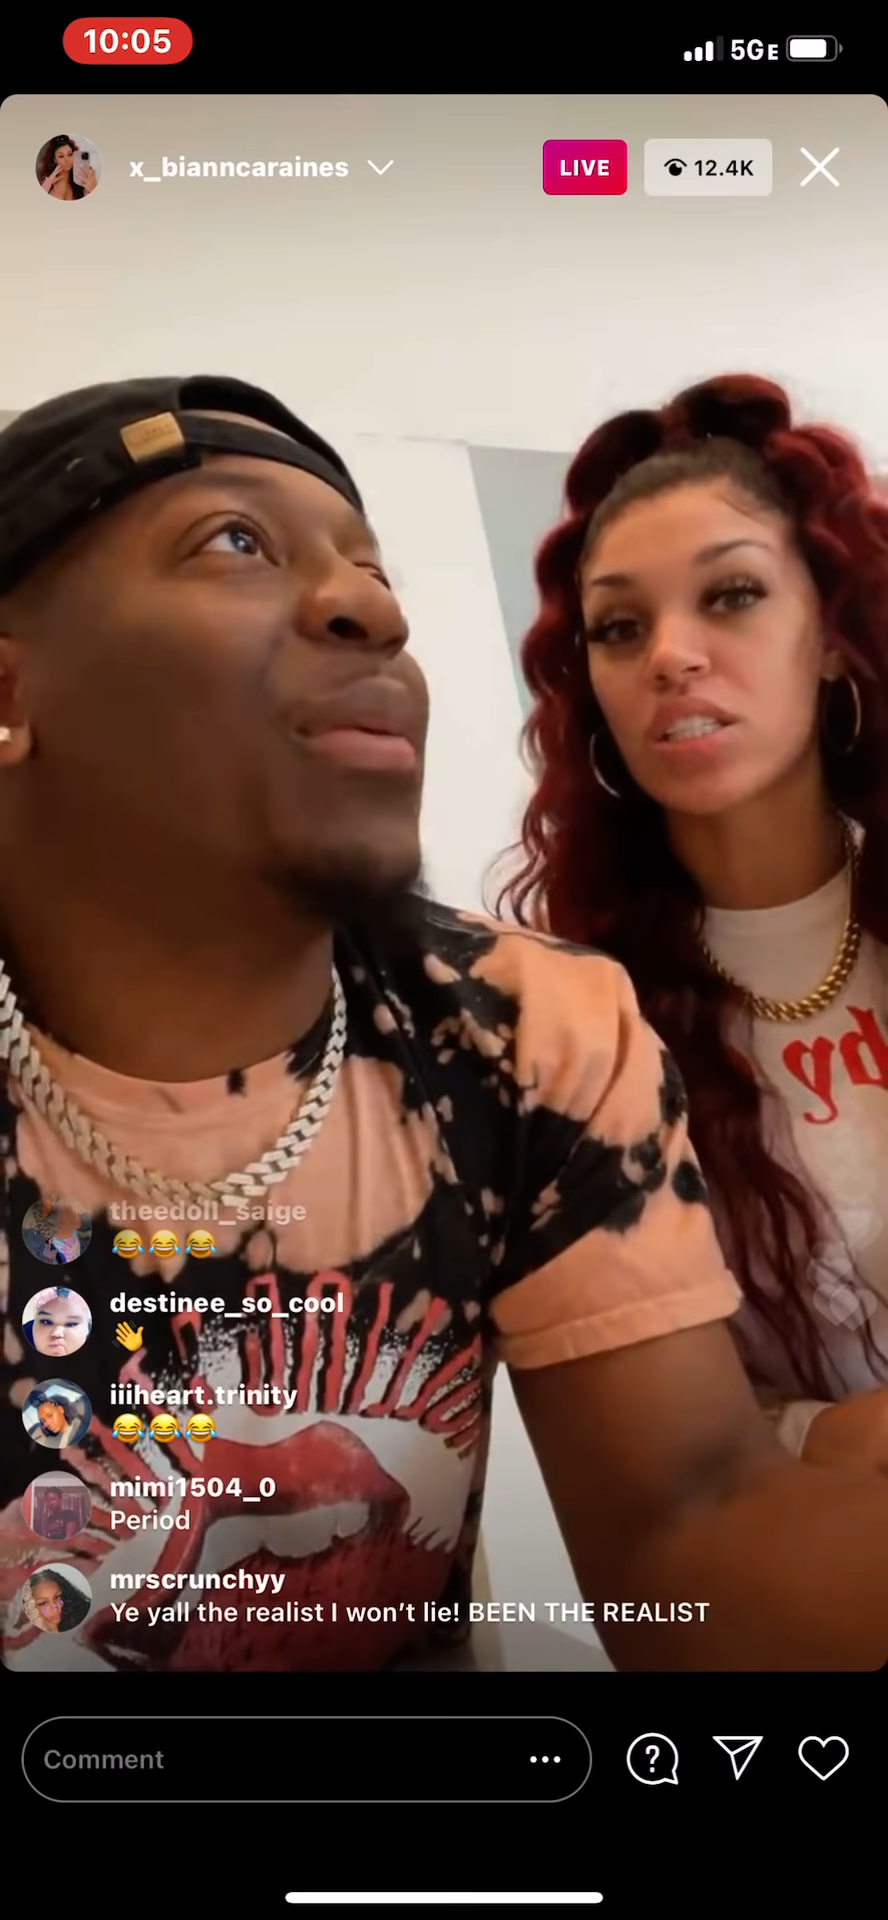 10:05
5GE
x_bianncaraines
LIVE
12.4K
yd
theedoll_saige
😂😂😂
destinee_so_cool
👋
iiiheart.trinity
😂😂😂
mimi1504_0
Period
mrscrunchyy
Ye yall the realist I won't lie! BEEN THE REALIST
Comment